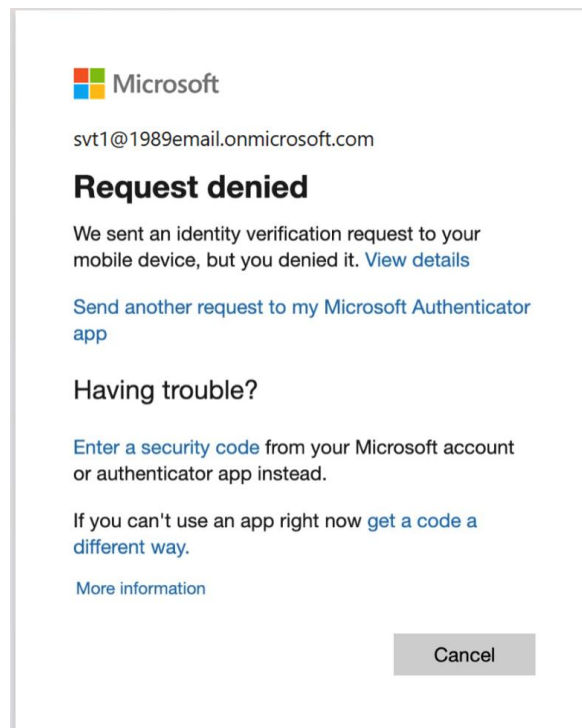 Microsoft
svt1@1989email.onmicrosoft.com
Request denied
We sent an identity verification request to your
mobile device, but you denied it. View details
Send another request to my Microsoft Authenticator
app
Having trouble?
Enter a security code from your Microsoft account
or authenticator app instead.
If you can't use an app right now get a code a
different way.
More information
Cancel